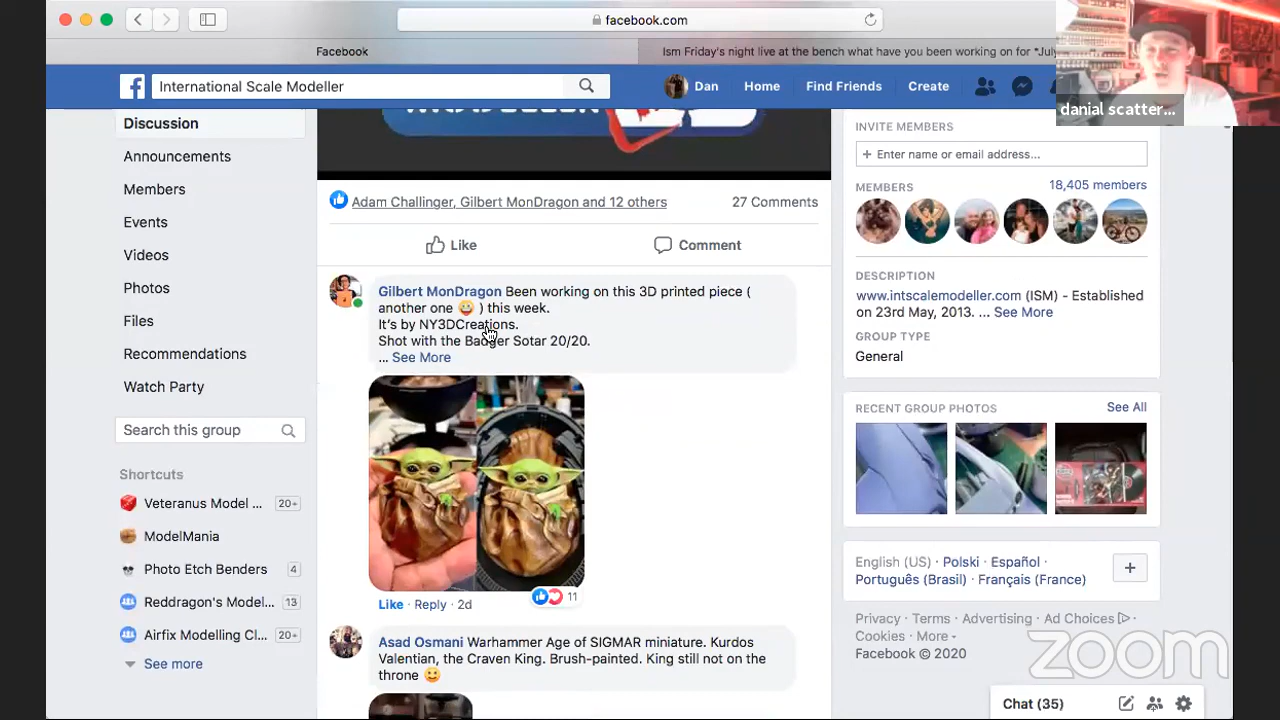 facebook.com
Facebook
Ism Friday's night live at the bench what have you been working on for *July
International Scale Modeller
Dan
Home
Find Friends
Create
danial scatter...
Discussion
Announcements
Members
Events
Videos
Photos
Files
Recommendations
Watch Party
Search this group
Shortcuts
Veteranus Model ...
20+
ModelMania
Photo Etch Benders
4
Reddragon's Model...
13
Airfix Modelling Cl...
20+
See more
Adam Challinger, Gilbert MonDragon and 12 others
27 Comments
Like
Comment
Gilbert MonDragon Been working on this 3D printed piece (
another one 😀 ) this week.
It's by NY3DCreations.
Shot with the Badger Sotar 20/20.
... See More
Like · Reply · 2d
11
Asad Osmani Warhammer Age of SIGMAR miniature. Kurdos
Valentian, the Craven King. Brush-painted. King still not on the
throne 😀
INVITE MEMBERS
+ Enter name or email address...
MEMBERS
18,405 members
DESCRIPTION
www.intscalemodeller.com (ISM) - Established
on 23rd May, 2013. ... See More
GROUP TYPE
General
RECENT GROUP PHOTOS
See All
English (US) · Polski · Español ·
Português (Brasil) · Français (France)
+
Privacy · Terms · Advertising · Ad Choices
Cookies · More
Facebook © 2020
zoom
Chat (35)